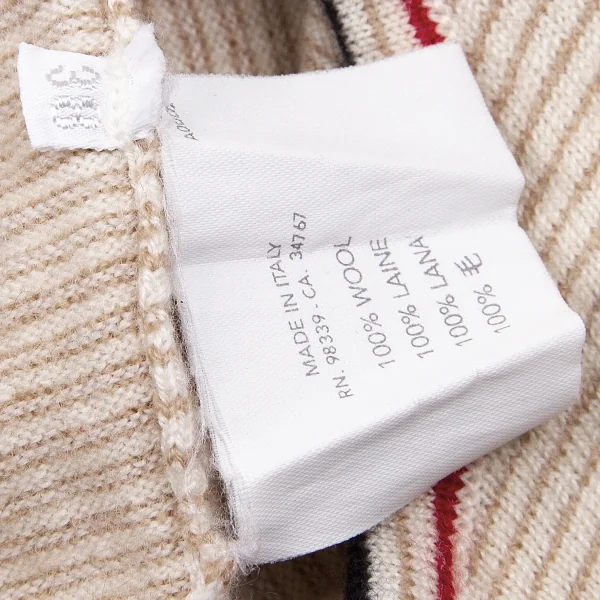 MADE IN ITALY
RN. 98339 - CA. 34767
100% WOOL
100% LAINE
100% LANA
100% 毛